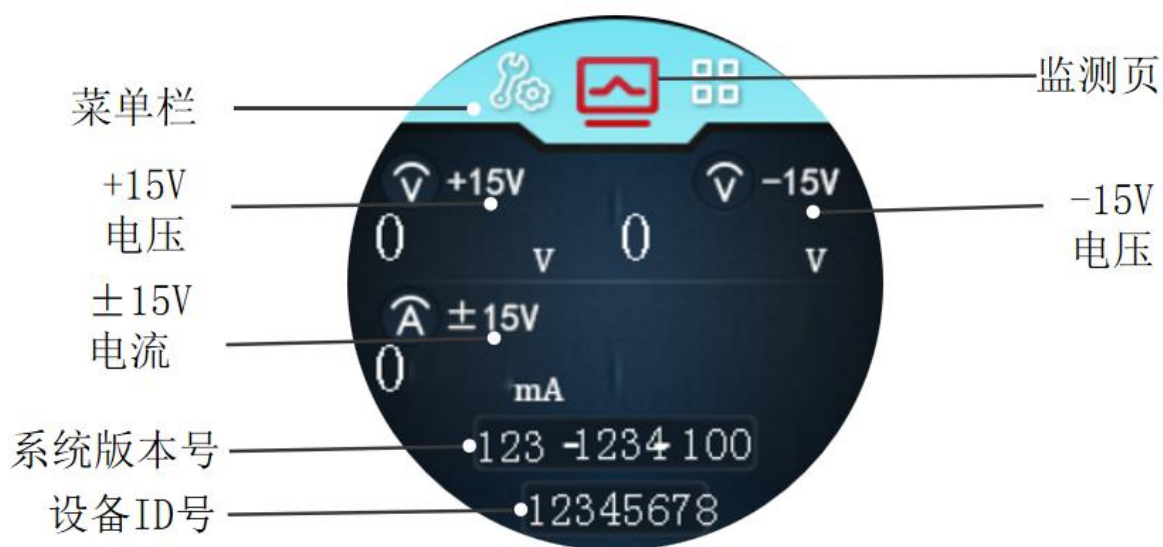 监测页
菜单栏
+15V
电压
+15V
-15V
-15V
电压
0
V
0
V
±15V
电流
±15V
0
mA
系统版本号
123-1234-100
设备ID号
12345678